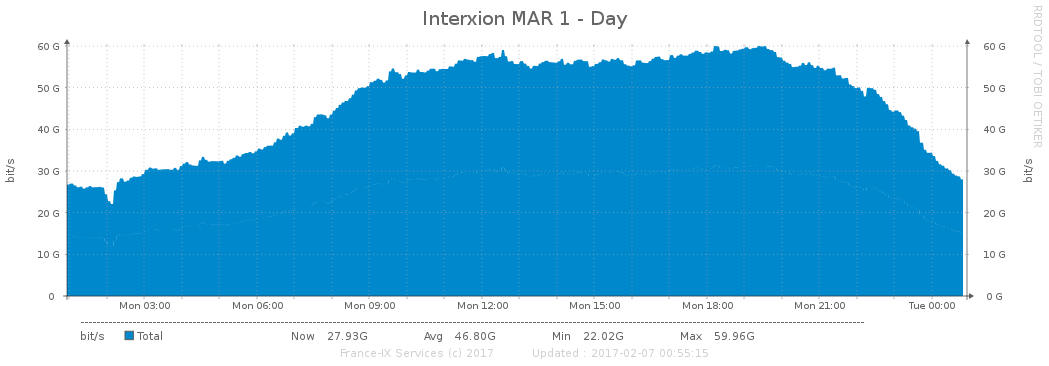 Interxion MAR 1 - Day
RRDTOOL / TOBI OETIKER
60 G 60 G
50 G 50 G
40 G 40 G
30 G 30 G
20 G 20 G
10 G 10 G
0 0 G
bit/s
bit/s
Mon 03:00 Mon 06:00 Mon 09:00 Mon 12:00 Mon 15:00 Mon 18:00 Mon 21:00 Tue 00:00
bit/s Total Now 27.93G Avg 46.80G Min 22.02G Max 59.96G
France-IX Services (c) 2017 Updated : 2017-02-07 00:55:15